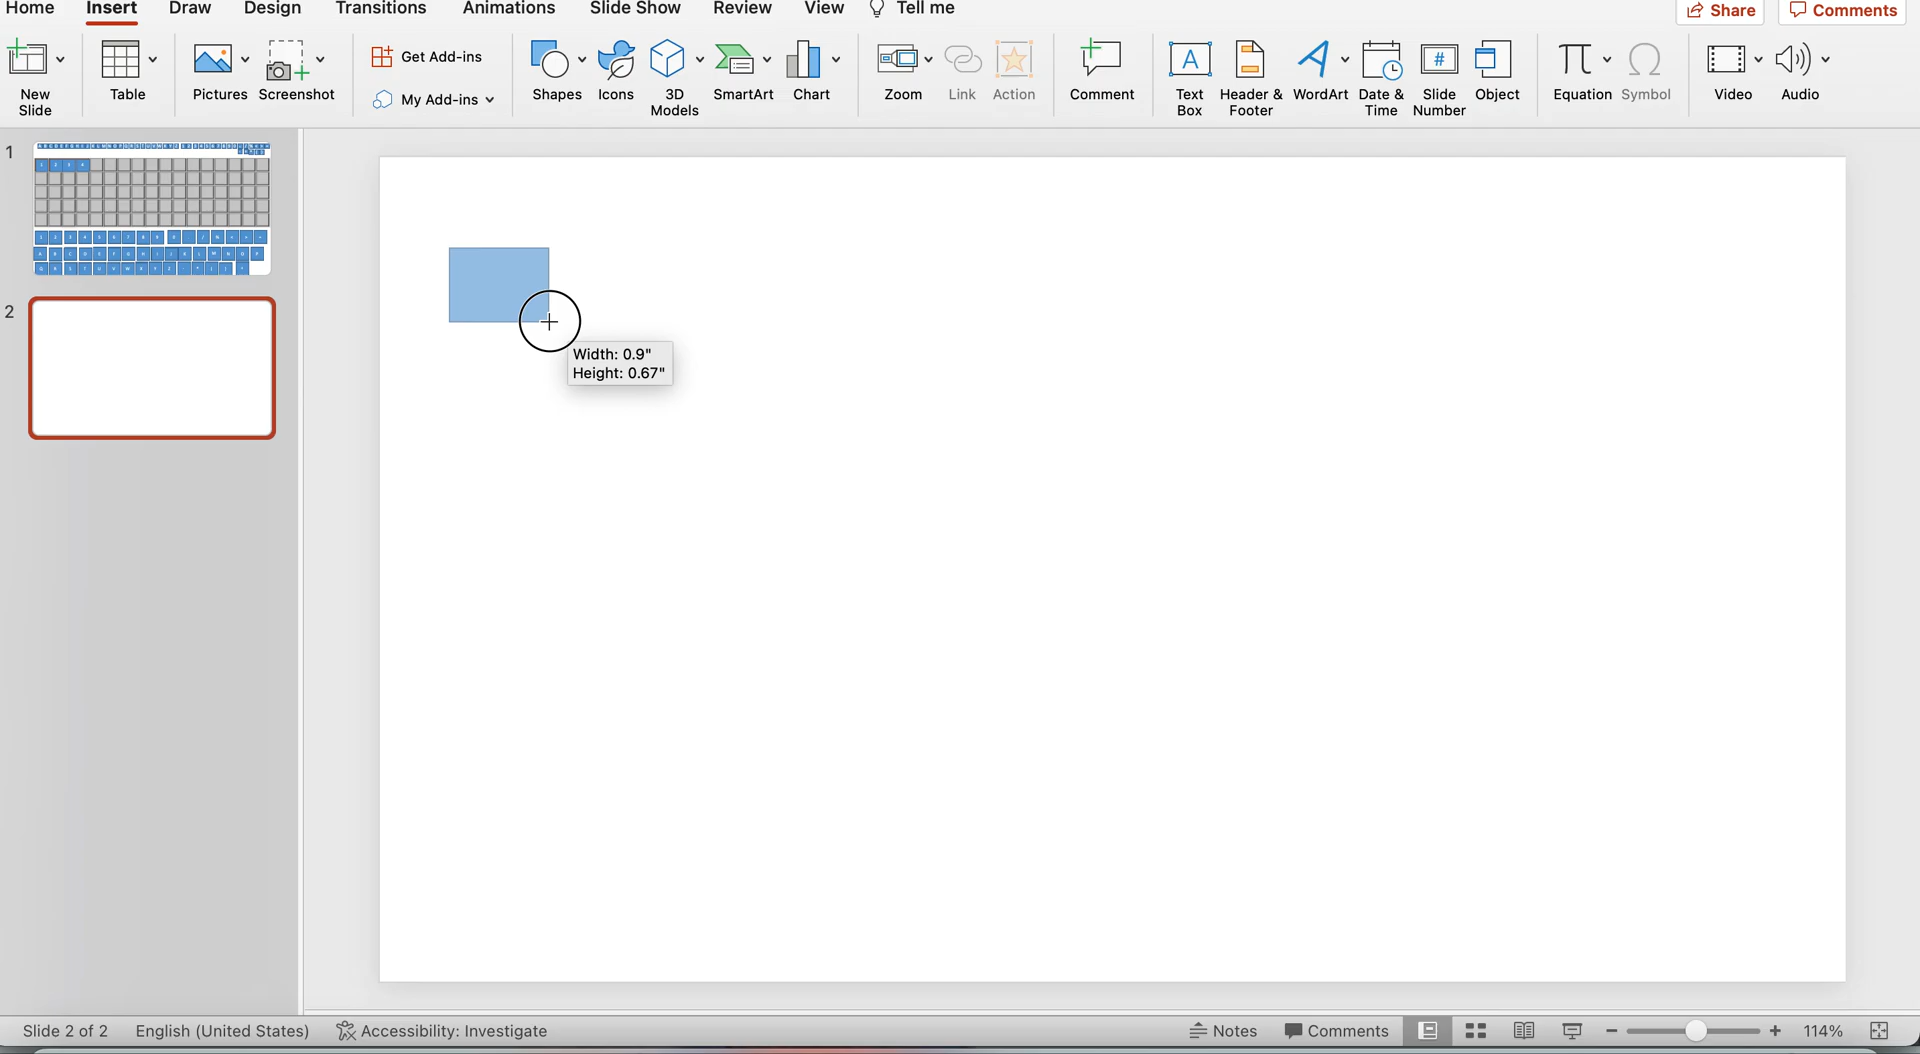 Home Insert Draw Design Transitions Animations Slide Show Review View Tell me Share Comments
New Slide
Table
Pictures
Screenshot
Get Add-ins
My Add-ins
Shapes
Icons
3D Models
SmartArt
Chart
Zoom
Link
Action
Comment
Text Box
Header & Footer
WordArt
Date & Time
Slide Number
Object
Equation
Symbol
Video
Audio
1
2
Width: 0.9"
Height: 0.67"
Slide 2 of 2 English (United States) Accessibility: Investigate Notes Comments 114%